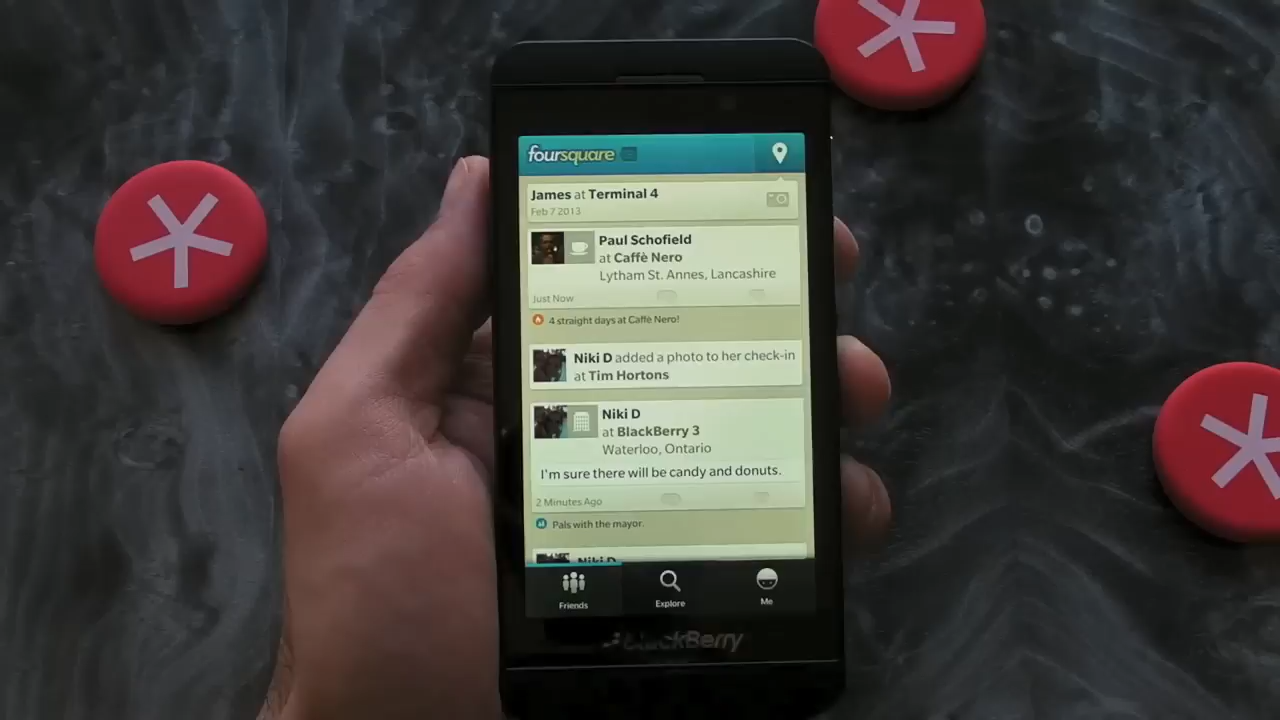 foursquare
James at Terminal 4
Feb 7 2013
Paul Schofield
at Caffè Nero
Lytham St. Annes, Lancashire
Just Now
4 straight days at Caffè Nero!
Niki D added a photo to her check-in
at Tim Hortons
Niki D
at BlackBerry 3
Waterloo, Ontario
I'm sure there will be candy and donuts.
2 Minutes Ago
Pals with the mayor.
Niki D
Friends
Explore
Me
BlackBerry